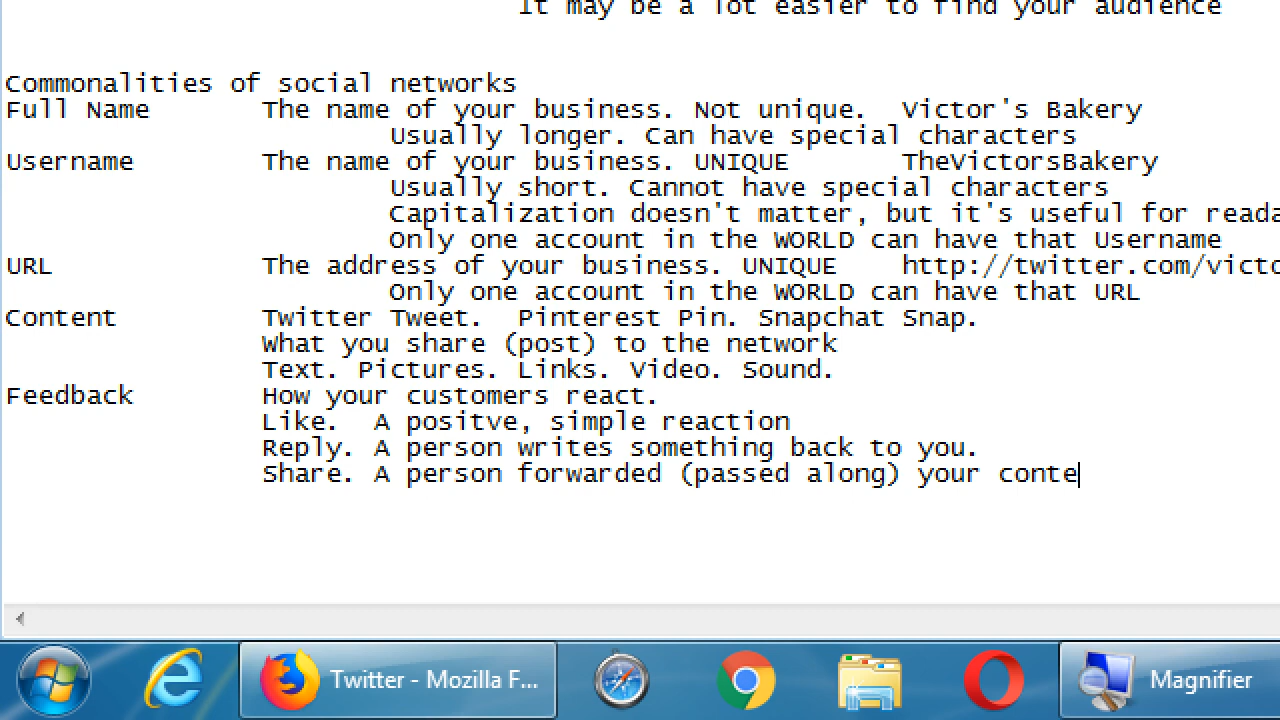 It may be a lot easier to find your audience
Commonalities of social networks
Full Name The name of your business. Not unique. Victor's Bakery
Usually longer. Can have special characters
Username The name of your business. UNIQUE TheVictorsBakery
Usually short. Cannot have special characters
Capitalization doesn't matter, but it's useful for reada
Only one account in the WORLD can have that Username
URL The address of your business. UNIQUE http://twitter.com/victo
Only one account in the WORLD can have that URL
Content Twitter Tweet. Pinterest Pin. Snapchat Snap.
What you share (post) to the network
Text. Pictures. Links. Video. Sound.
Feedback How your customers react.
Like. A positve, simple reaction
Reply. A person writes something back to you.
Share. A person forwarded (passed along) your conte
Twitter - Mozilla F... Magnifier